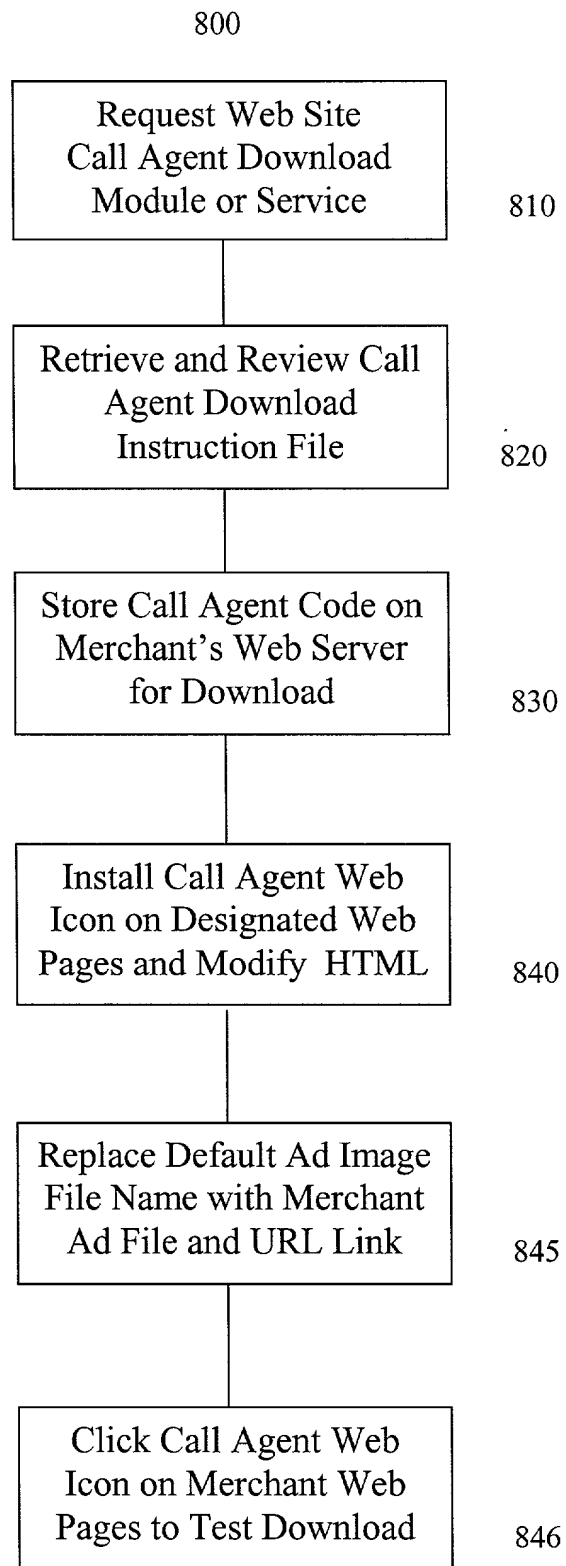 800
Request Web Site
Call Agent Download
Module or Service
810
Retrieve and Review Call
Agent Download
Instruction File
820
Store Call Agent Code on
Merchant's Web Server
for Download
830
Install Call Agent Web
Icon on Designated Web
Pages and Modify HTML
840
Replace Default Ad Image
File Name with Merchant
Ad File and URL Link
845
Click Call Agent Web
Icon on Merchant Web
Pages to Test Download
846